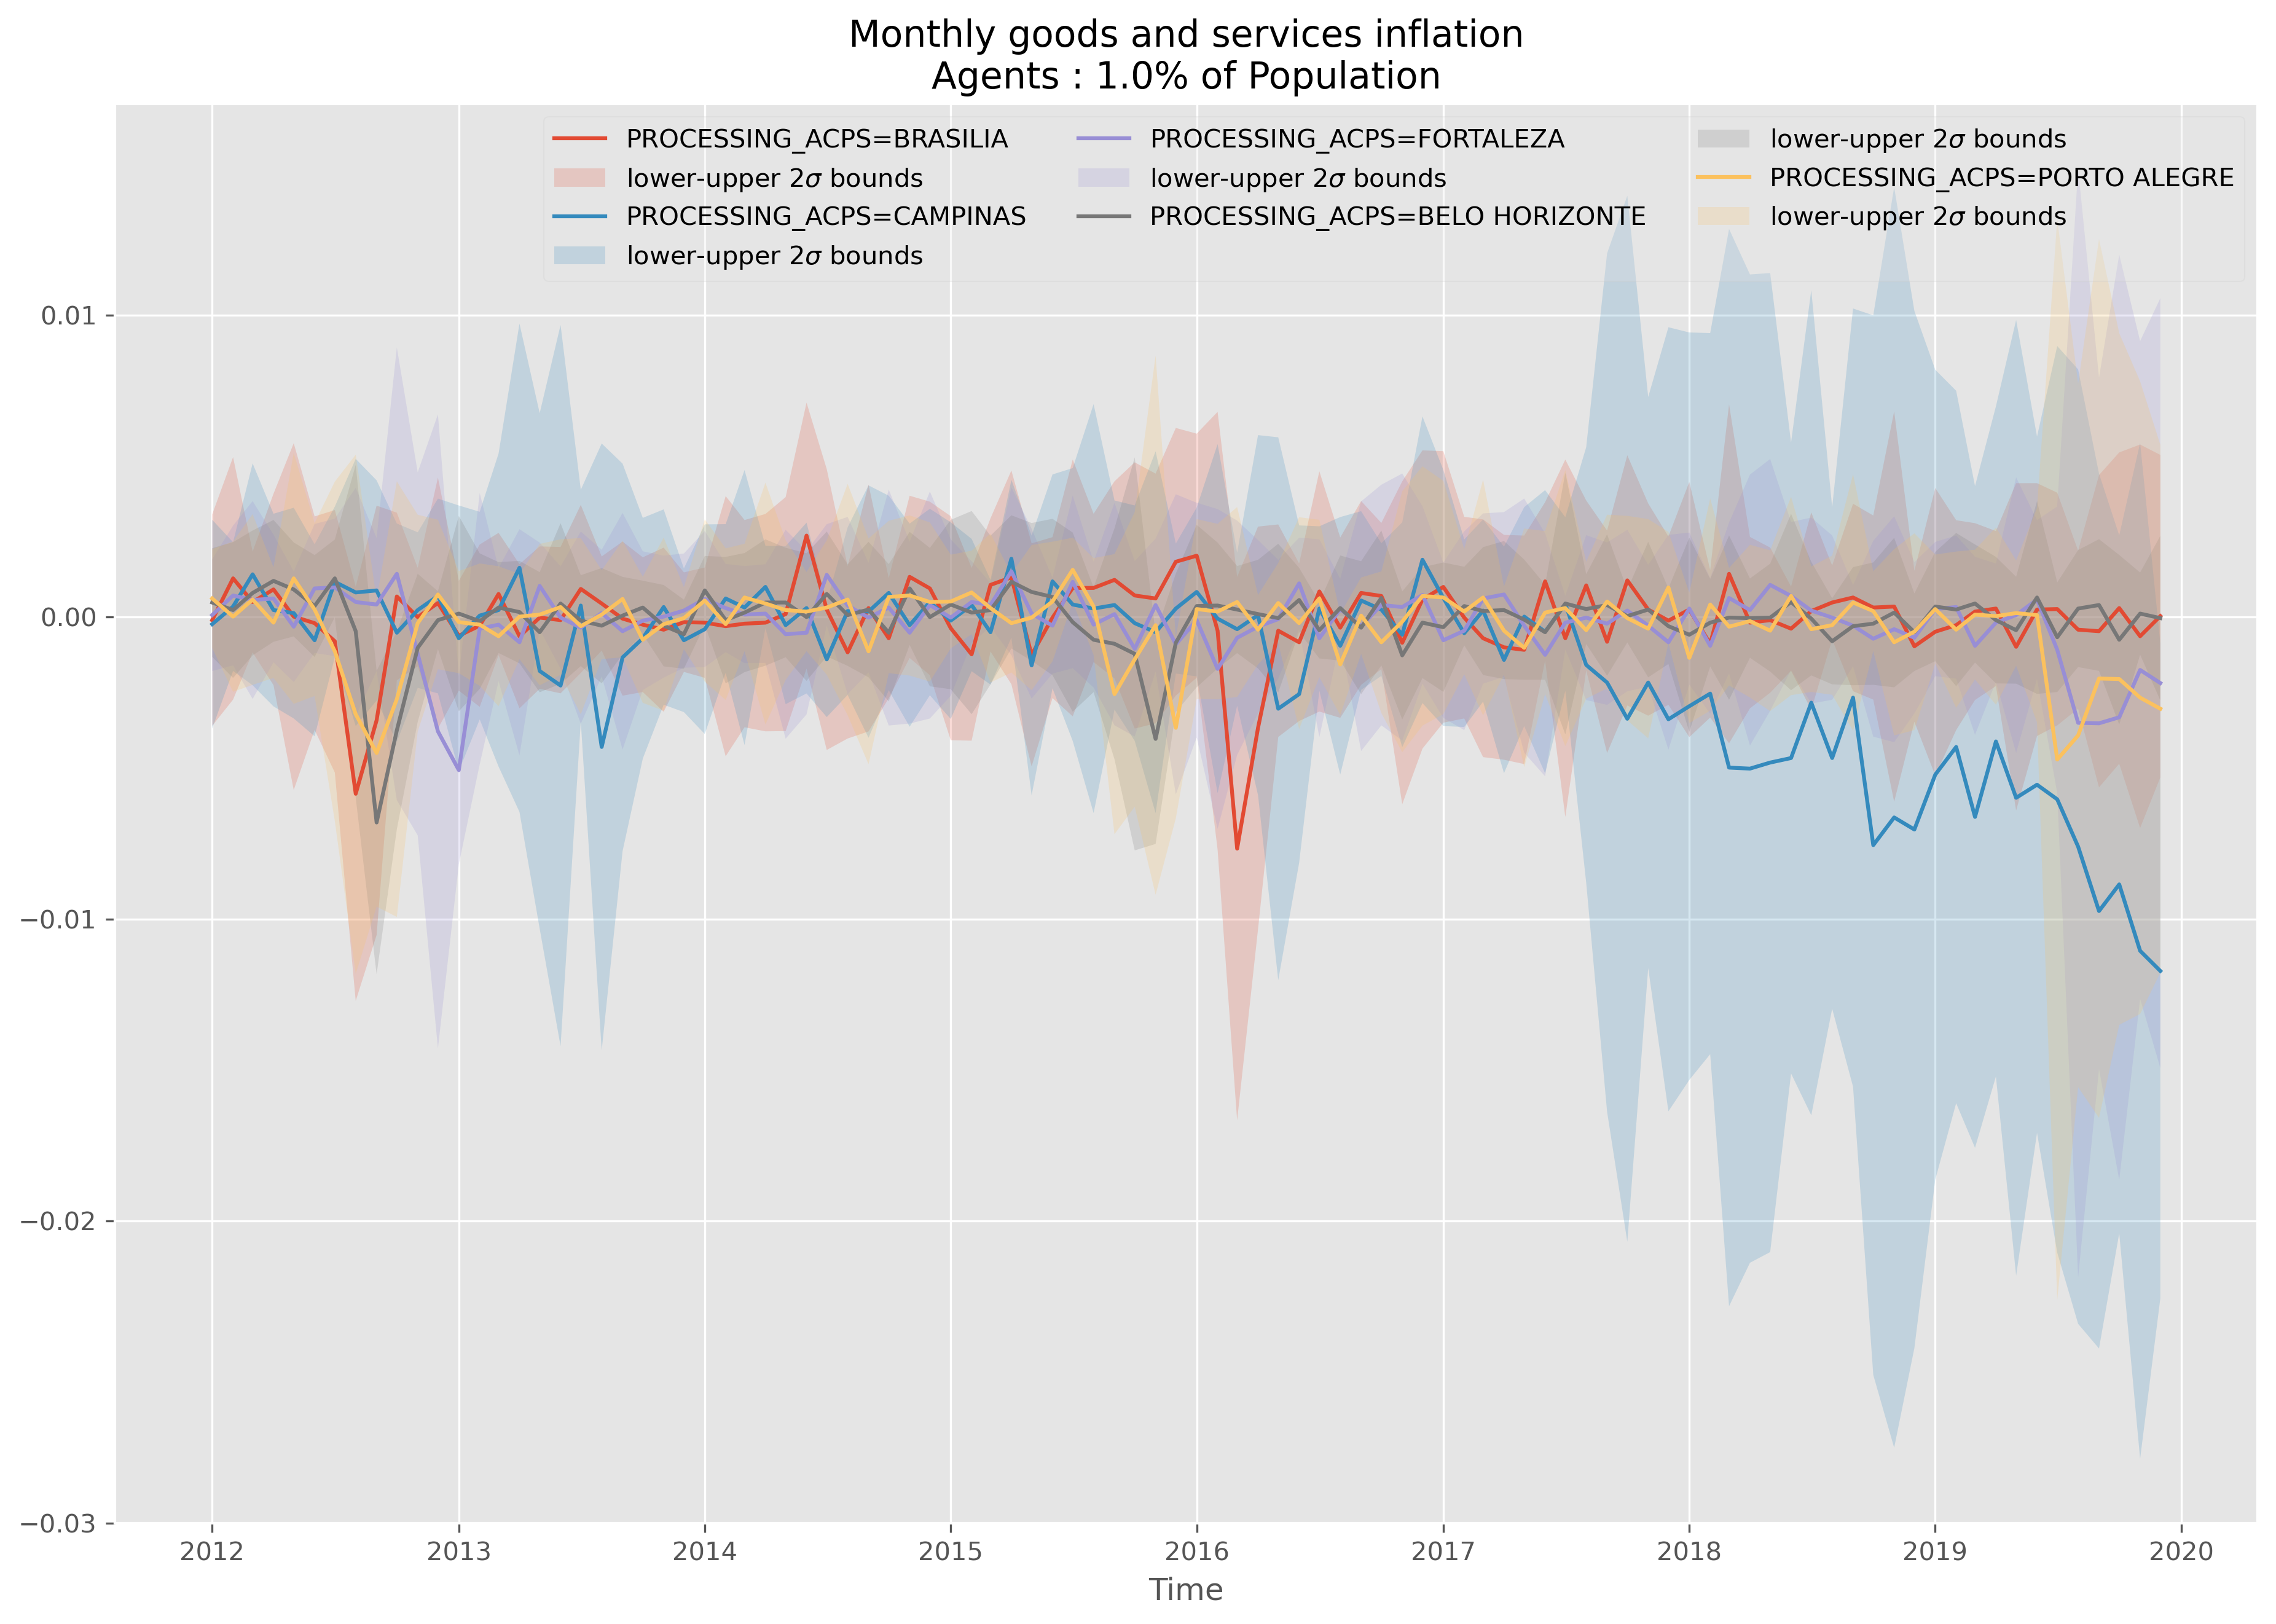 Monthly goods and services inflation
Agents : 1.0% of Population
PROCESSING_ACPS=BRASILIA
lower-upper 2σ bounds
PROCESSING_ACPS=CAMPINAS
lower-upper 2σ bounds
PROCESSING_ACPS=FORTALEZA
lower-upper 2σ bounds
PROCESSING_ACPS=BELO HORIZONTE
lower-upper 2σ bounds
PROCESSING_ACPS=PORTO ALEGRE
lower-upper 2σ bounds
0.01
0.00
−0.01
−0.02
−0.03
2012 2013 2014 2015 2016 2017 2018 2019 2020
Time